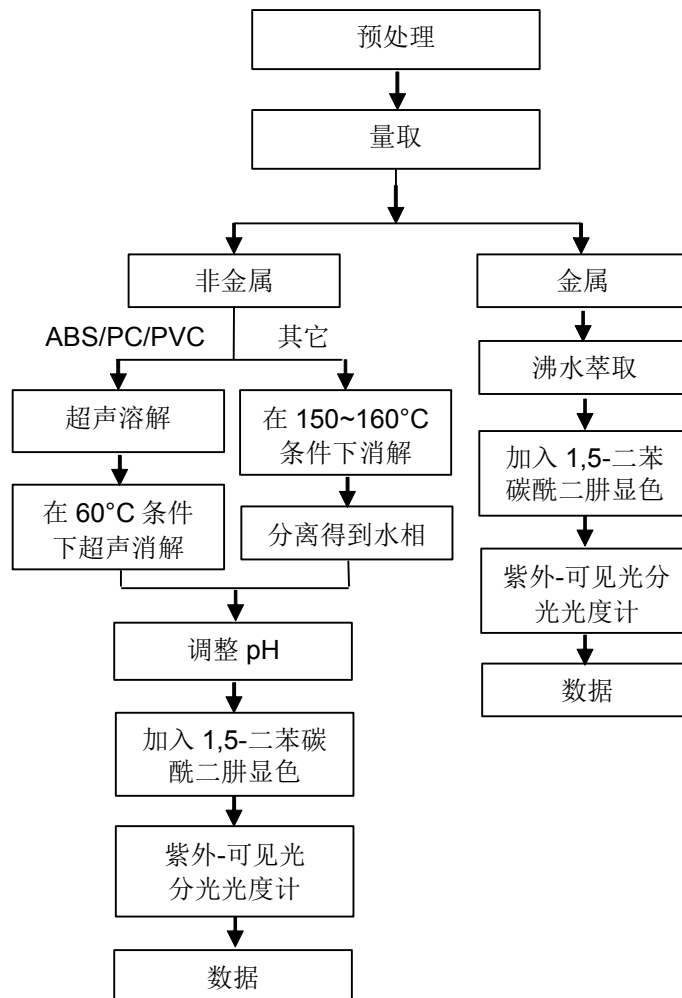 预处理
量取
非金属
金属
ABS/PC/PVC
其它
超声溶解
在 150~160°C
条件下消解
在 60°C 条件
下超声消解
分离得到水相
调整 pH
加入 1,5-二苯碳
酰二肼显色
紫外-可见光
分光光度计
数据
沸水萃取
加入 1,5-二苯
碳酰二肼显色
紫外-可见光分
光光度计
数据